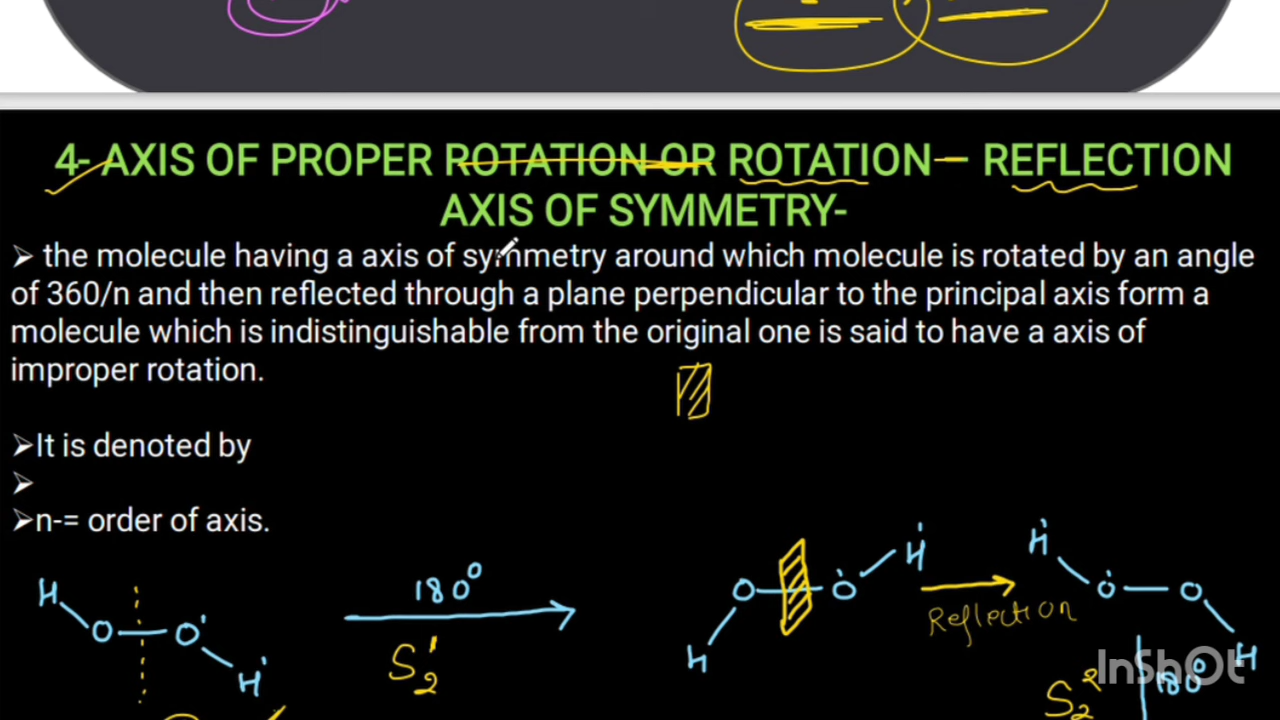 4- AXIS OF PROPER ROTATION OR ROTATION – REFLECTION
AXIS OF SYMMETRY-
➢ the molecule having a axis of symmetry around which molecule is rotated by an angle
of 360/n and then reflected through a plane perpendicular to the principal axis form a
molecule which is indistinguishable from the original one is said to have a axis of
improper rotation.
➢It is denoted by
➢
➢n-= order of axis.
H
O O'
H'
180°
S₂¹
O O'
H'
H
Reflection
H'
O' O
H
S₂² 180°
InShOt